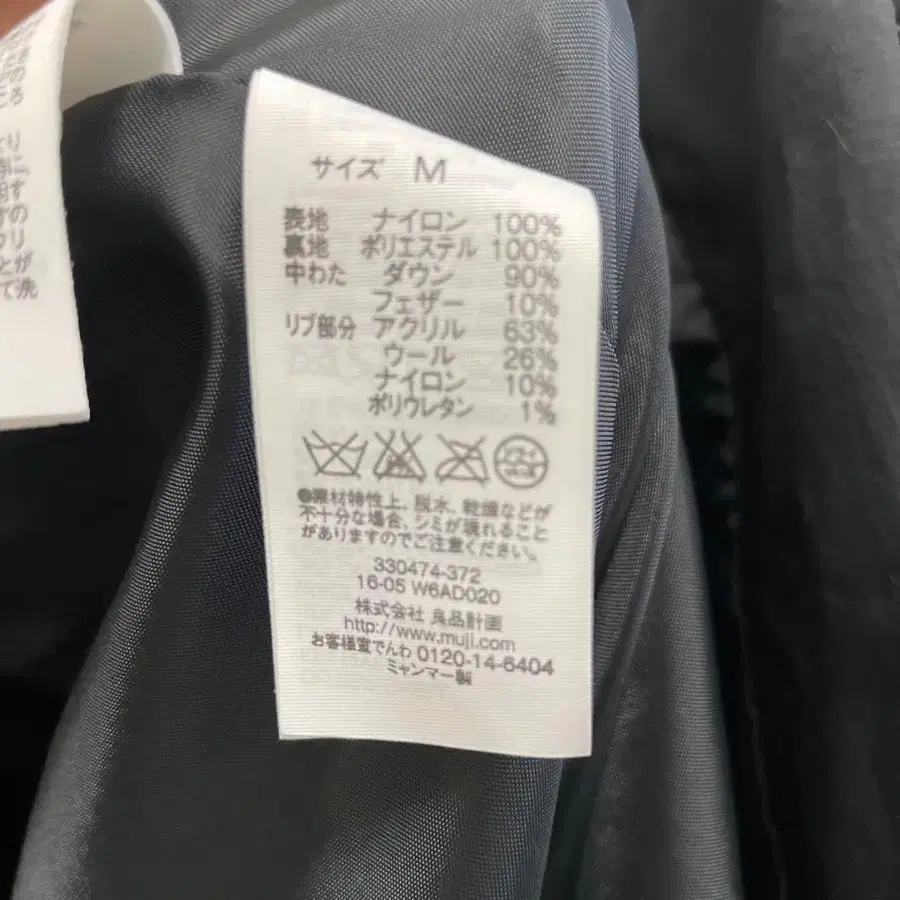 サイズ M
表地 ナイロン 100%
裏地 ポリエステル 100%
中わた ダウン 90%
フェザー 10%
リブ部分 アクリル 63%
ウール 26%
ナイロン 10%
ポリウレタン 1%
●素材特性上、脱水、乾燥などが
不十分な場合、シミが現れること
がありますのでご注意ください。
330474-372
16-05 W6AD020
株式会社 良品計画
http://www.muji.com
お客様室でんわ 0120-14-6404
ミャンマー製